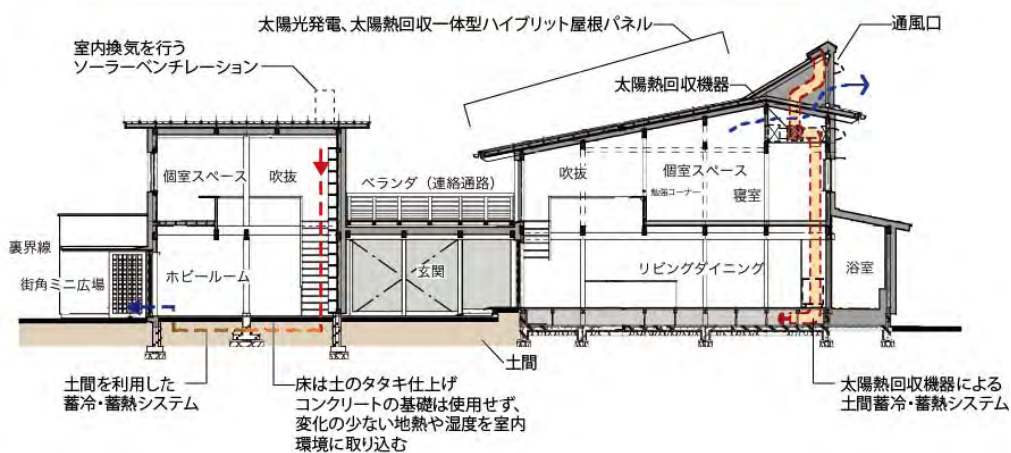 太陽光発電、太陽熱回収一体型ハイブリット屋根パネル
通風口
室内換気を行う
ソーラーベンチレーション
太陽熱回収機器
個室スペース
吹抜
ベランダ（連絡通路）
吹抜
個室スペース
勉強コーナー
寝室
裏界線
街角ミニ広場
ホビールーム
玄関
リビングダイニング
浴室
土間
土間を利用した
蓄冷・蓄熱システム
床は土のタタキ仕上げ
コンクリートの基礎は使用せず、
変化の少ない地熱や湿度を室内
環境に取り込む
太陽熱回収機器による
土間蓄冷・蓄熱システム